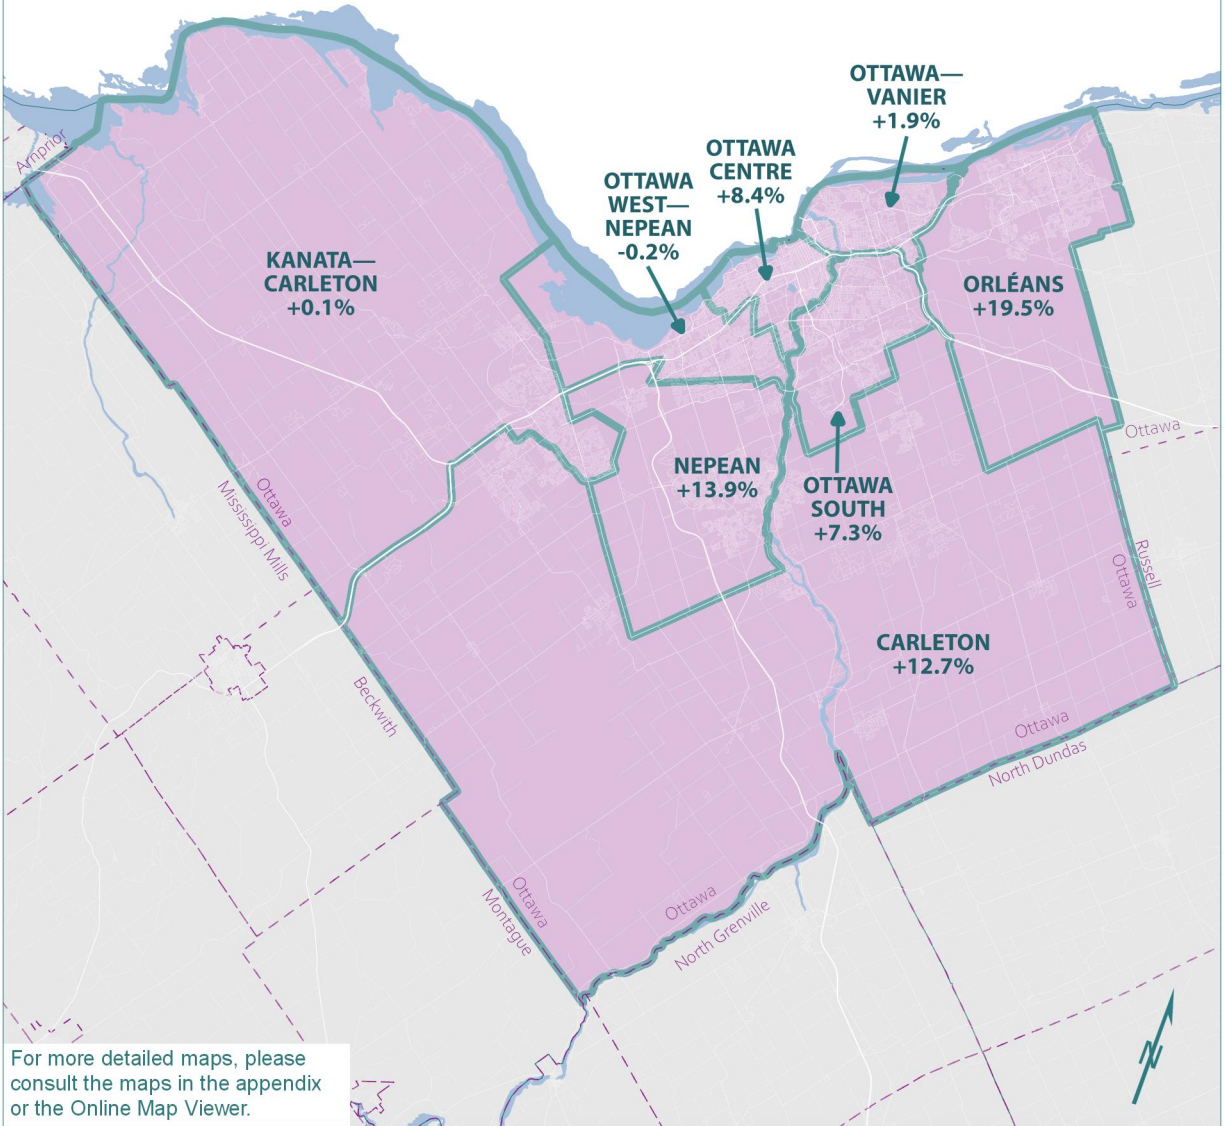 OTTAWA—
VANIER
+1.9%
OTTAWA
CENTRE
+8.4%
OTTAWA
WEST—
NEPEAN
-0.2%
Arnprior
KANATA—
CARLETON
+0.1%
ORLÉANS
+19.5%
Ottawa
NEPEAN
+13.9%
OTTAWA
SOUTH
+7.3%
Ottawa
Mississippi Mills
Russell
Ottawa
CARLETON
+12.7%
Beckwith
Ottawa
North Dundas
Ottawa
Montague
Ottawa
North Grenville
For more detailed maps, please
consult the maps in the appendix
or the Online Map Viewer.
N